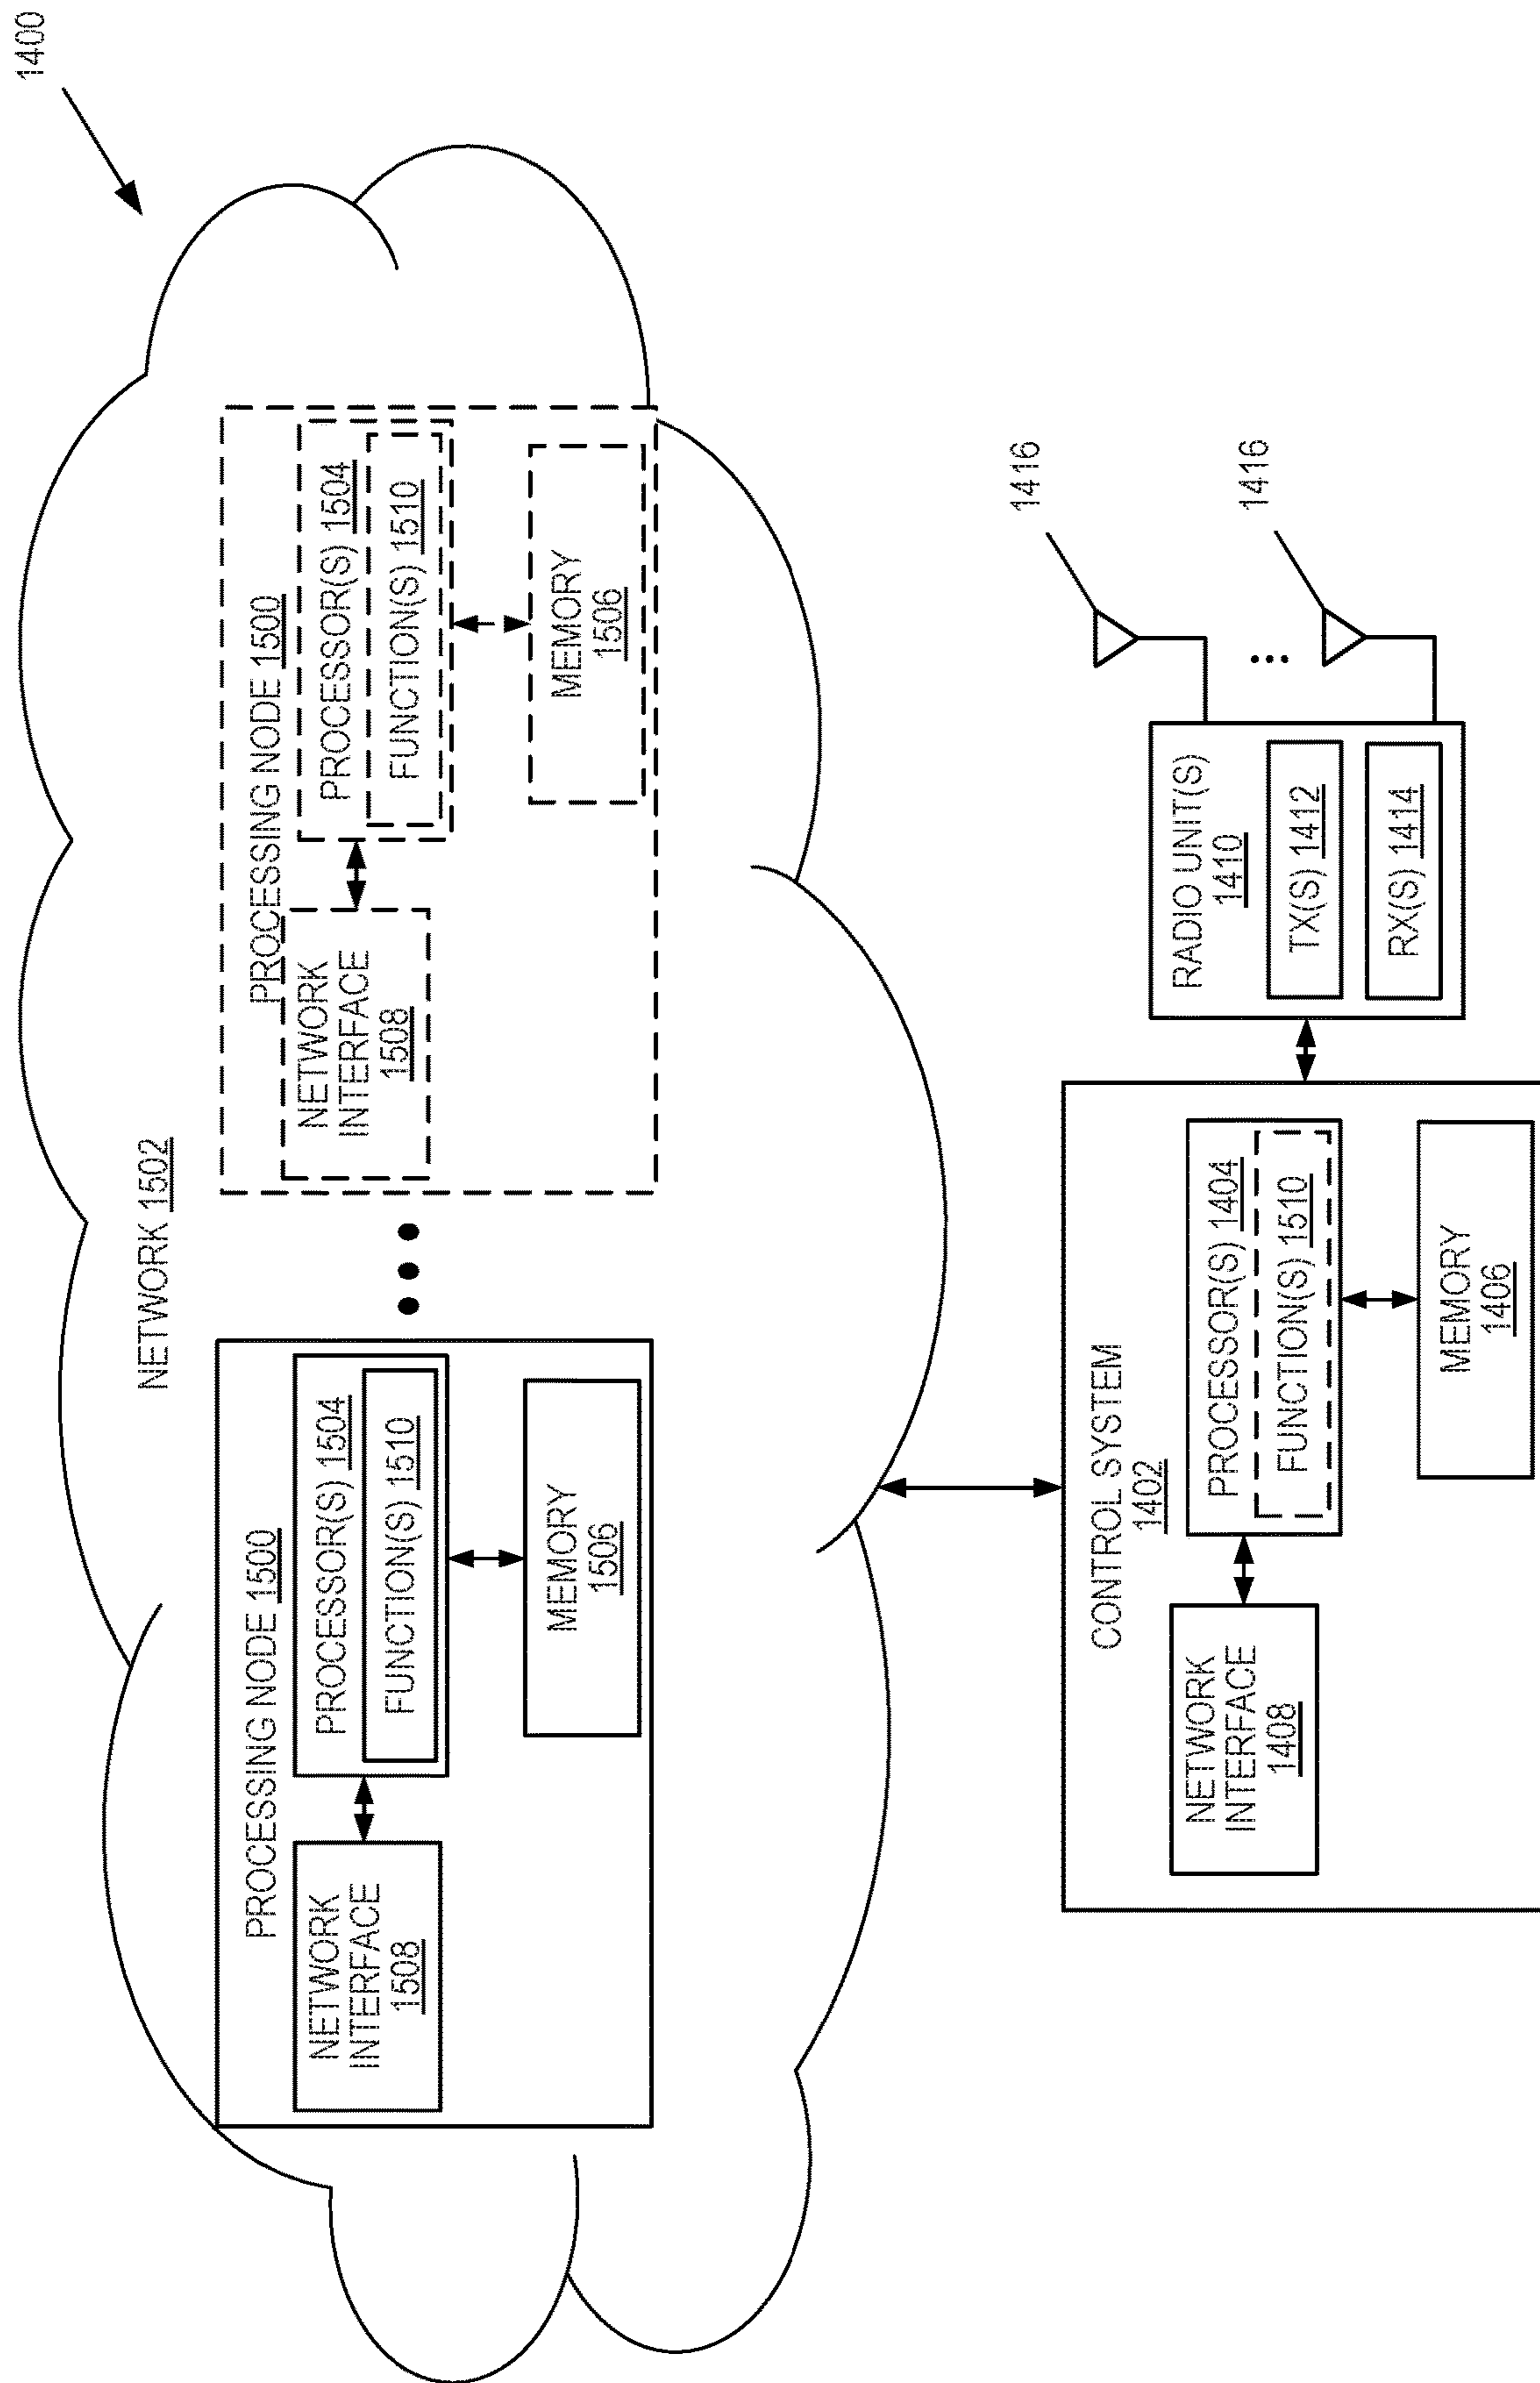 1400
NETWORK 1502
PROCESSING NODE 1500
NETWORK
INTERFACE
1508
PROCESSOR(S) 1504
FUNCTION(S) 1510
MEMORY
1506
PROCESSING NODE 1500
NETWORK
INTERFACE
1508
PROCESSOR(S) 1504
FUNCTION(S) 1510
MEMORY
1506
CONTROL SYSTEM
1402
NETWORK
INTERFACE
1408
PROCESSOR(S) 1404
FUNCTION(S) 1510
MEMORY
1406
RADIO UNIT(S)
1410
TX(S) 1412
RX(S) 1414
1416
1416